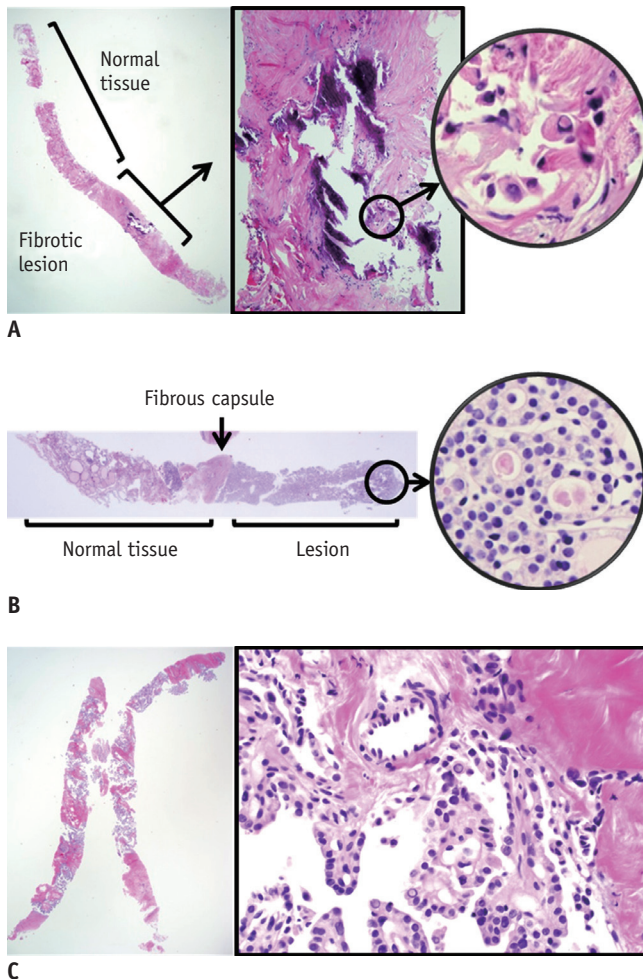 Normal
tissue
Fibrotic
lesion
A
Fibrous capsule
Normal tissue
Lesion
B
C